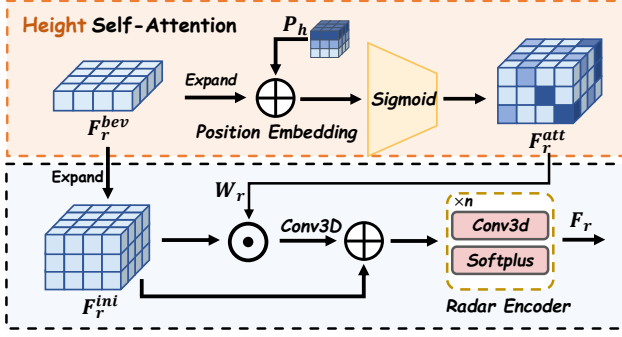 Height Self-Attention
P_h
Expand
Sigmoid
F_r^{bev}
Position Embedding
F_r^{att}
Expand
W_r
×n
Conv3D
Conv3d
F_r
Softplus
F_r^{ini}
Radar Encoder